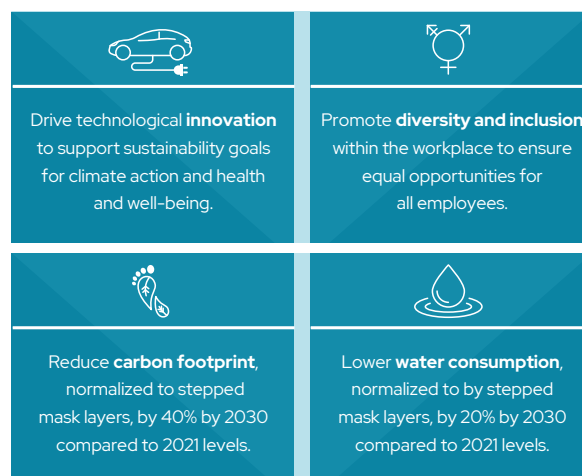 Drive technological innovation
to support sustainability goals
for climate action and health
and well-being.
Promote diversity and inclusion
within the workplace to ensure
equal opportunities for
all employees.
Reduce carbon footprint,
normalized to stepped
mask layers, by 40% by 2030
compared to 2021 levels.
Lower water consumption,
normalized to by stepped
mask layers, by 20% by 2030
compared to 2021 levels.